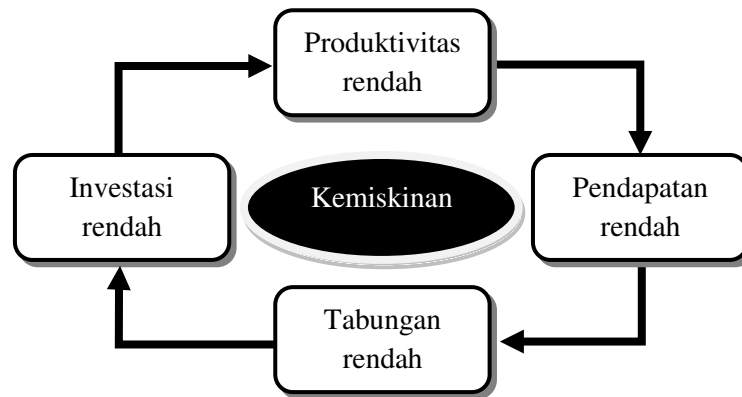 Produktivitas
rendah
Investasi
rendah
Kemiskinan
Pendapatan
rendah
Tabungan
rendah